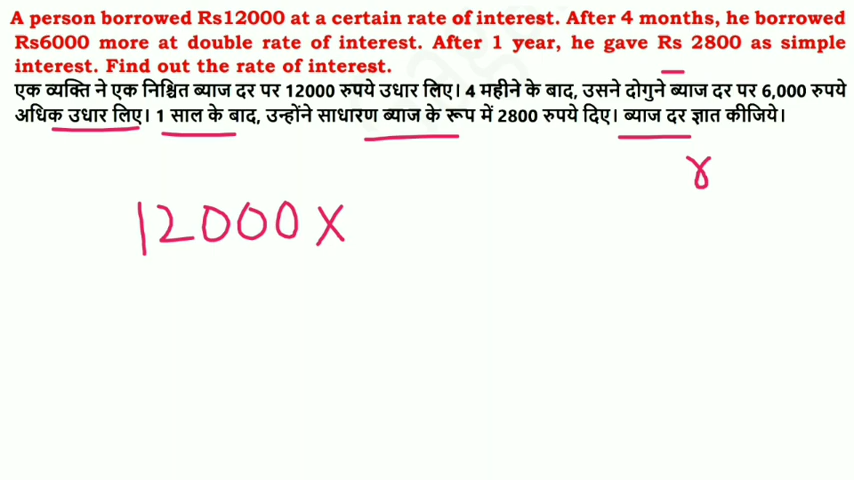 A person borrowed Rs12000 at a certain rate of interest. After 4 months, he borrowed
Rs6000 more at double rate of interest. After 1 year, he gave Rs 2800 as simple
interest. Find out the rate of interest.
एक व्यक्ति ने एक निश्चित ब्याज दर पर 12000 रुपये उधार लिए। 4 महीने के बाद, उसने दोगुने ब्याज दर पर 6,000 रुपये
अधिक उधार लिए। 1 साल के बाद, उन्होंने साधारण ब्याज के रूप में 2800 रुपये दिए। ब्याज दर ज्ञात कीजिये।
r
12000 x